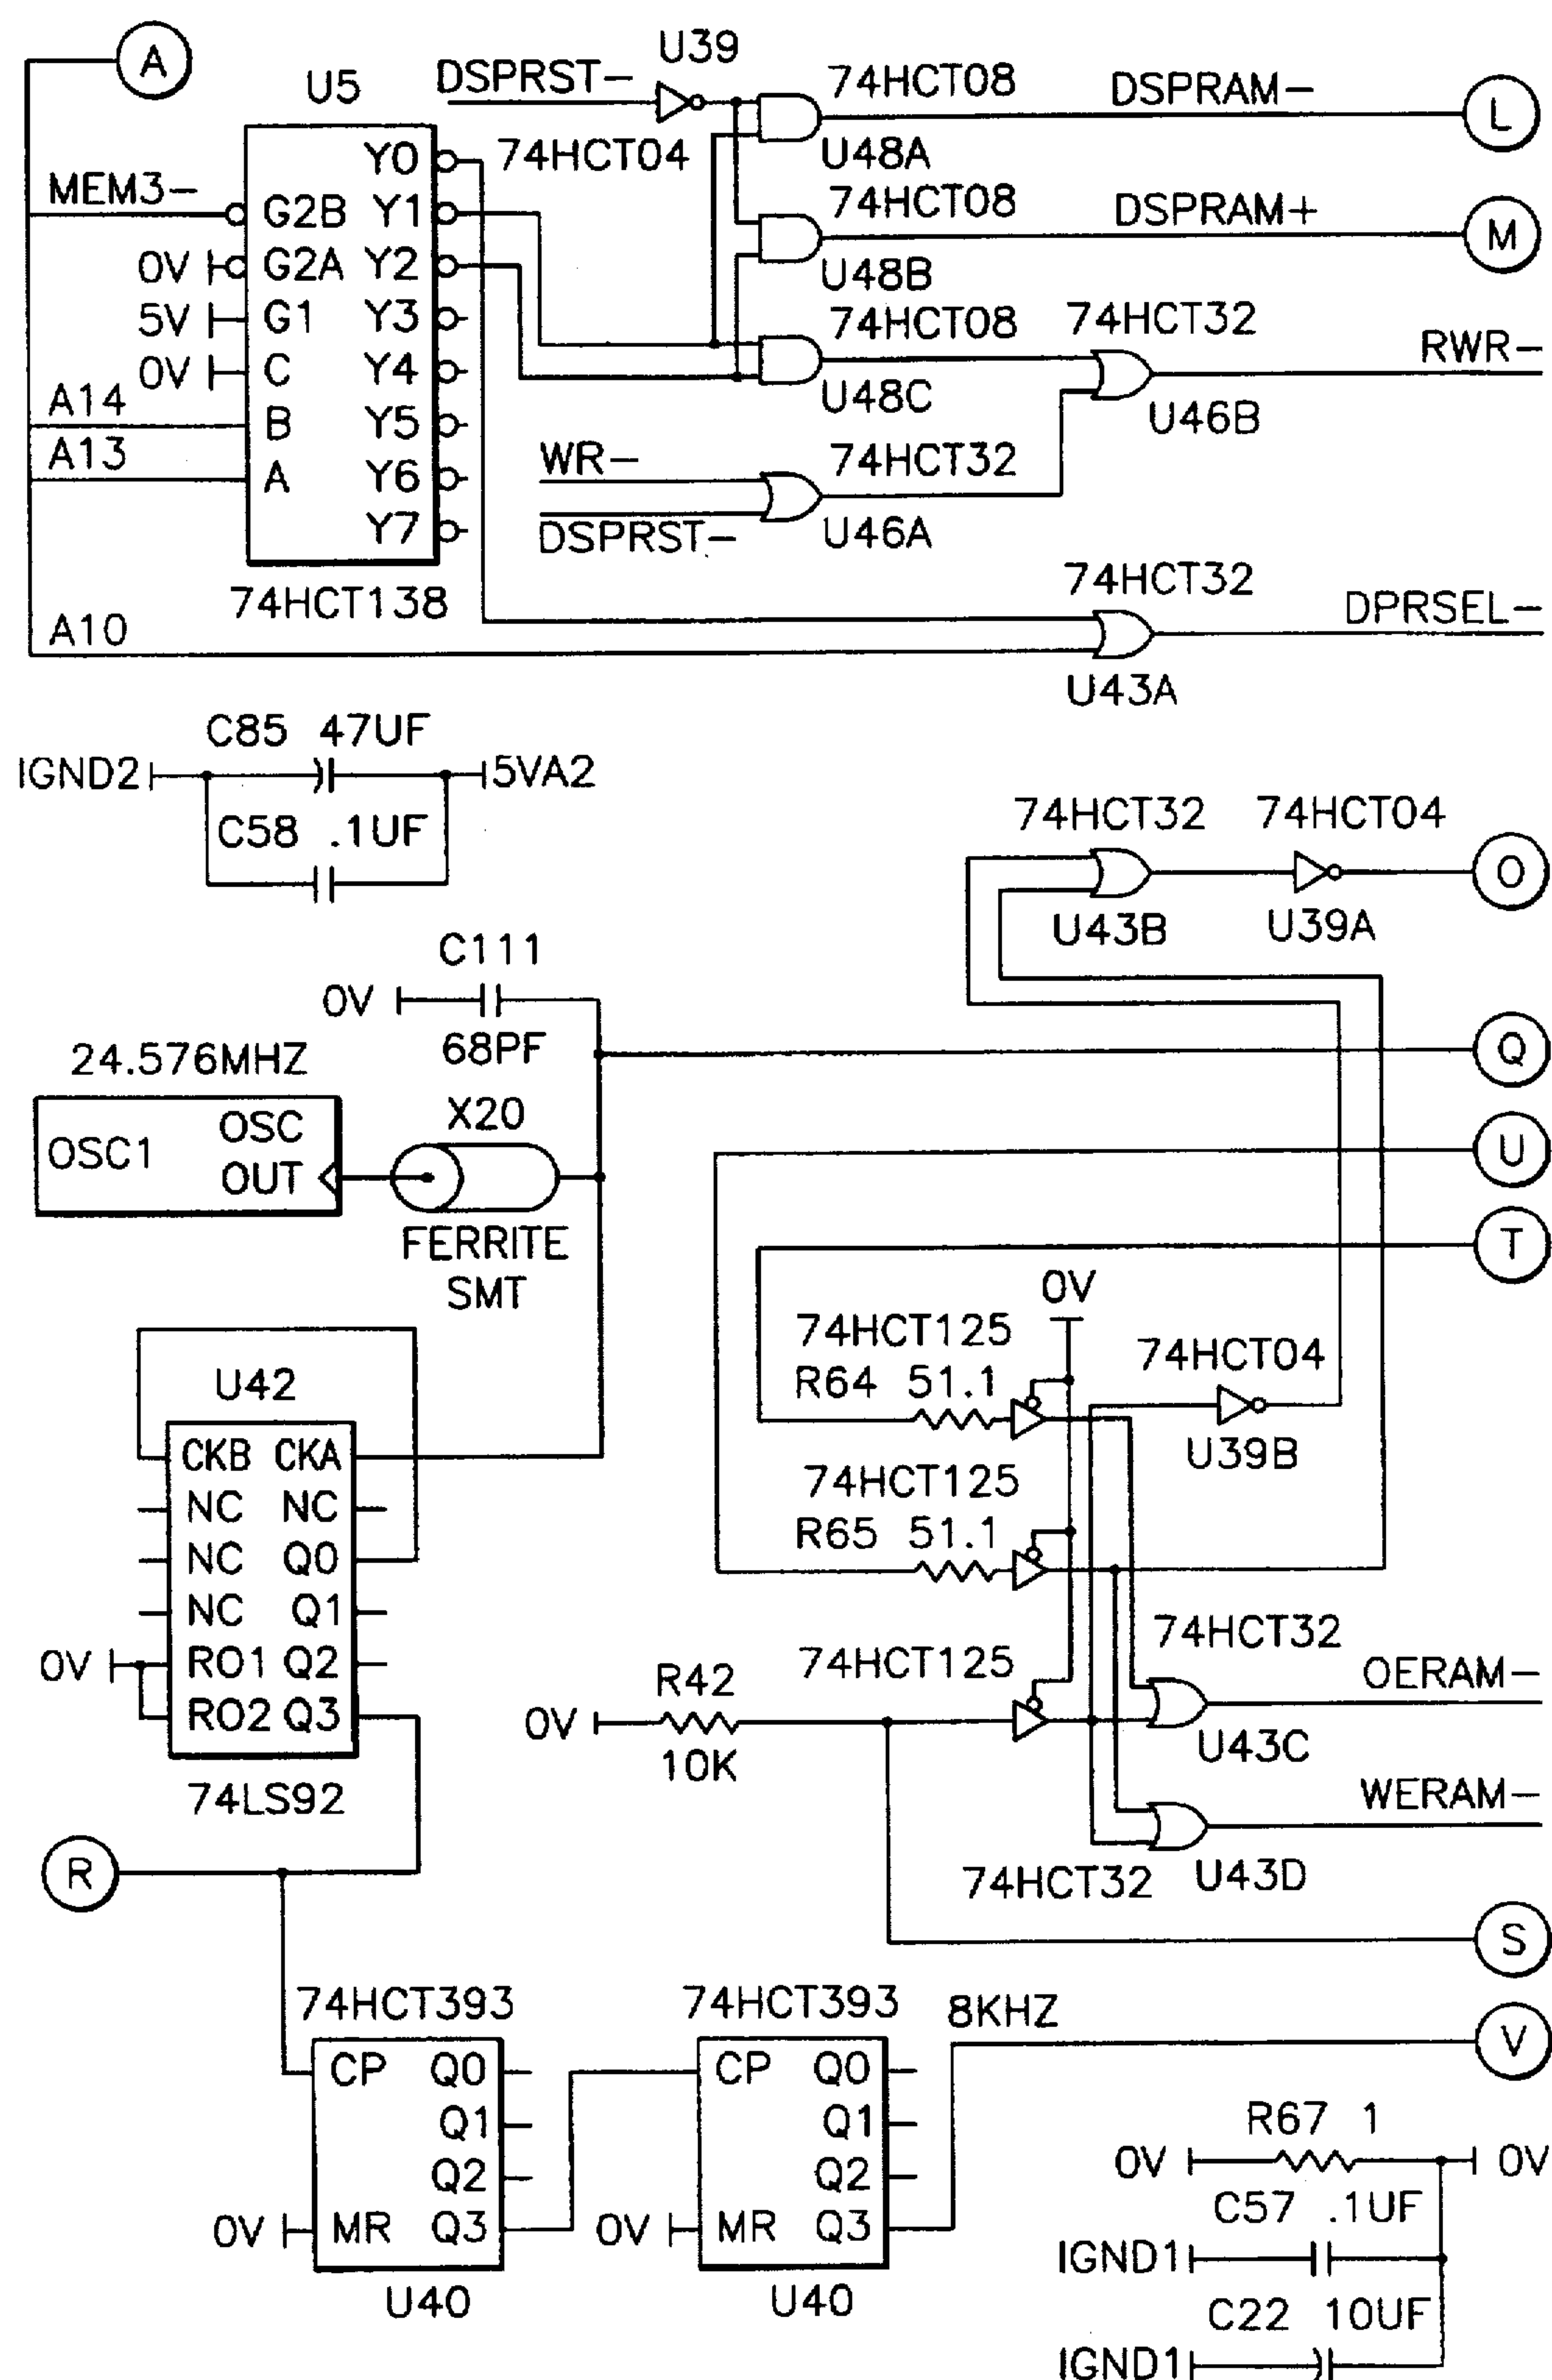 A
U39
DSPRST-
74HCT08
DSPRAM-
L
U5
Y0
74HCT04
U48A
MEM3-
74HCT08
DSPRAM+
M
G2B Y1
0V G2A Y2
U48B
5V G1 Y3
74HCT08
74HCT32
RWR-
0V C Y4
U48C
A14
B Y5
U46B
A13
WR-
74HCT32
A Y6
Y7
DSPRST-
U46A
74HCT138
74HCT32
DPRSEL-
A10
U43A
C85 47UF
IGND2
5VA2
C58 .1UF
74HCT32
74HCT04
O
U43B
U39A
C111
0V
68PF
Q
24.576MHZ
X20
OSC
OSC1
OUT
U
FERRITE
SMT
T
0V
74HCT125
74HCT04
R64 51.1
U42
U39B
CKB CKA
74HCT125
NC NC
R65 51.1
NC Q0
NC Q1
74HCT32
0V RO1 Q2
74HCT125
OERAM-
R42
RO2 Q3
0V
U43C
10K
74LS92
WERAM-
R
74HCT32
U43D
S
74HCT393
74HCT393
8KHZ
V
CP Q0
CP Q0
Q1
Q1
R67 1
Q2
Q2
0V
0V
C57 .1UF
0V MR Q3
0V MR Q3
IGND1
U40
U40
C22 10UF
IGND1